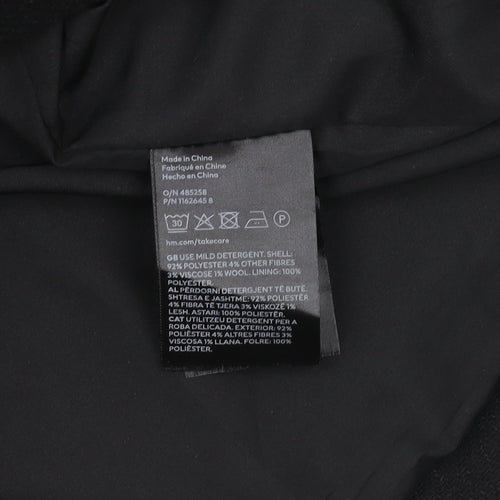 Made in China
Fabriqué en Chine
Hecho en China
O/N 485258
P/N 1162645 8
30 P
hm.com/takecare
GB USE MILD DETERGENT. SHELL:
92% POLYESTER 4% OTHER FIBRES
3% VISCOSE 1% WOOL. LINING: 100%
POLYESTER.
AL PËRDORNI DETERGJENT TË BUTË.
SHTRESA E JASHTME: 92% POLIESTËR
4% FIBRA TË TJERA 3% VISKOZË 1%
LESH. ASTARI: 100% POLIESTËR.
CAT UTILITZEU DETERGENT PER A
ROBA DELICADA. EXTERIOR: 92%
POLIÈSTER 4% ALTRES FIBRES 3%
VISCOSA 1% LLANA. FOLRE: 100%
POLIÈSTER.